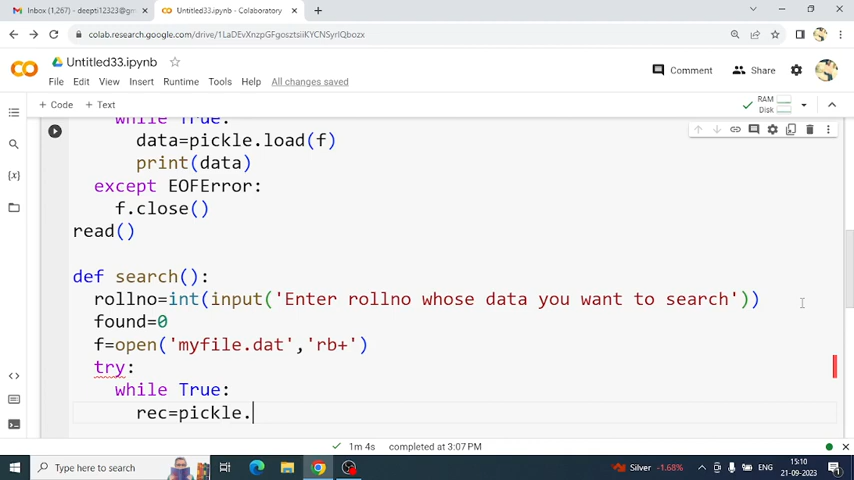 Inbox (1,267) - deepti12323@gm
Untitled33.ipynb - Colaboratory
colab.research.google.com/drive/1LaDEvXnzpGFgosztsiiKYCNSyrlQbozx
Untitled33.ipynb
File Edit View Insert Runtime Tools Help All changes saved
Comment
Share
+ Code + Text
RAM
Disk
while True:
data=pickle.load(f)
print(data)
except EOFError:
f.close()
read()
def search():
rollno=int(input('Enter rollno whose data you want to search'))
found=0
f=open('myfile.dat','rb+')
try:
while True:
rec=pickle.
1m 4s completed at 3:07 PM
Type here to search
Silver -1.68%
ENG
15:10
21-09-2023